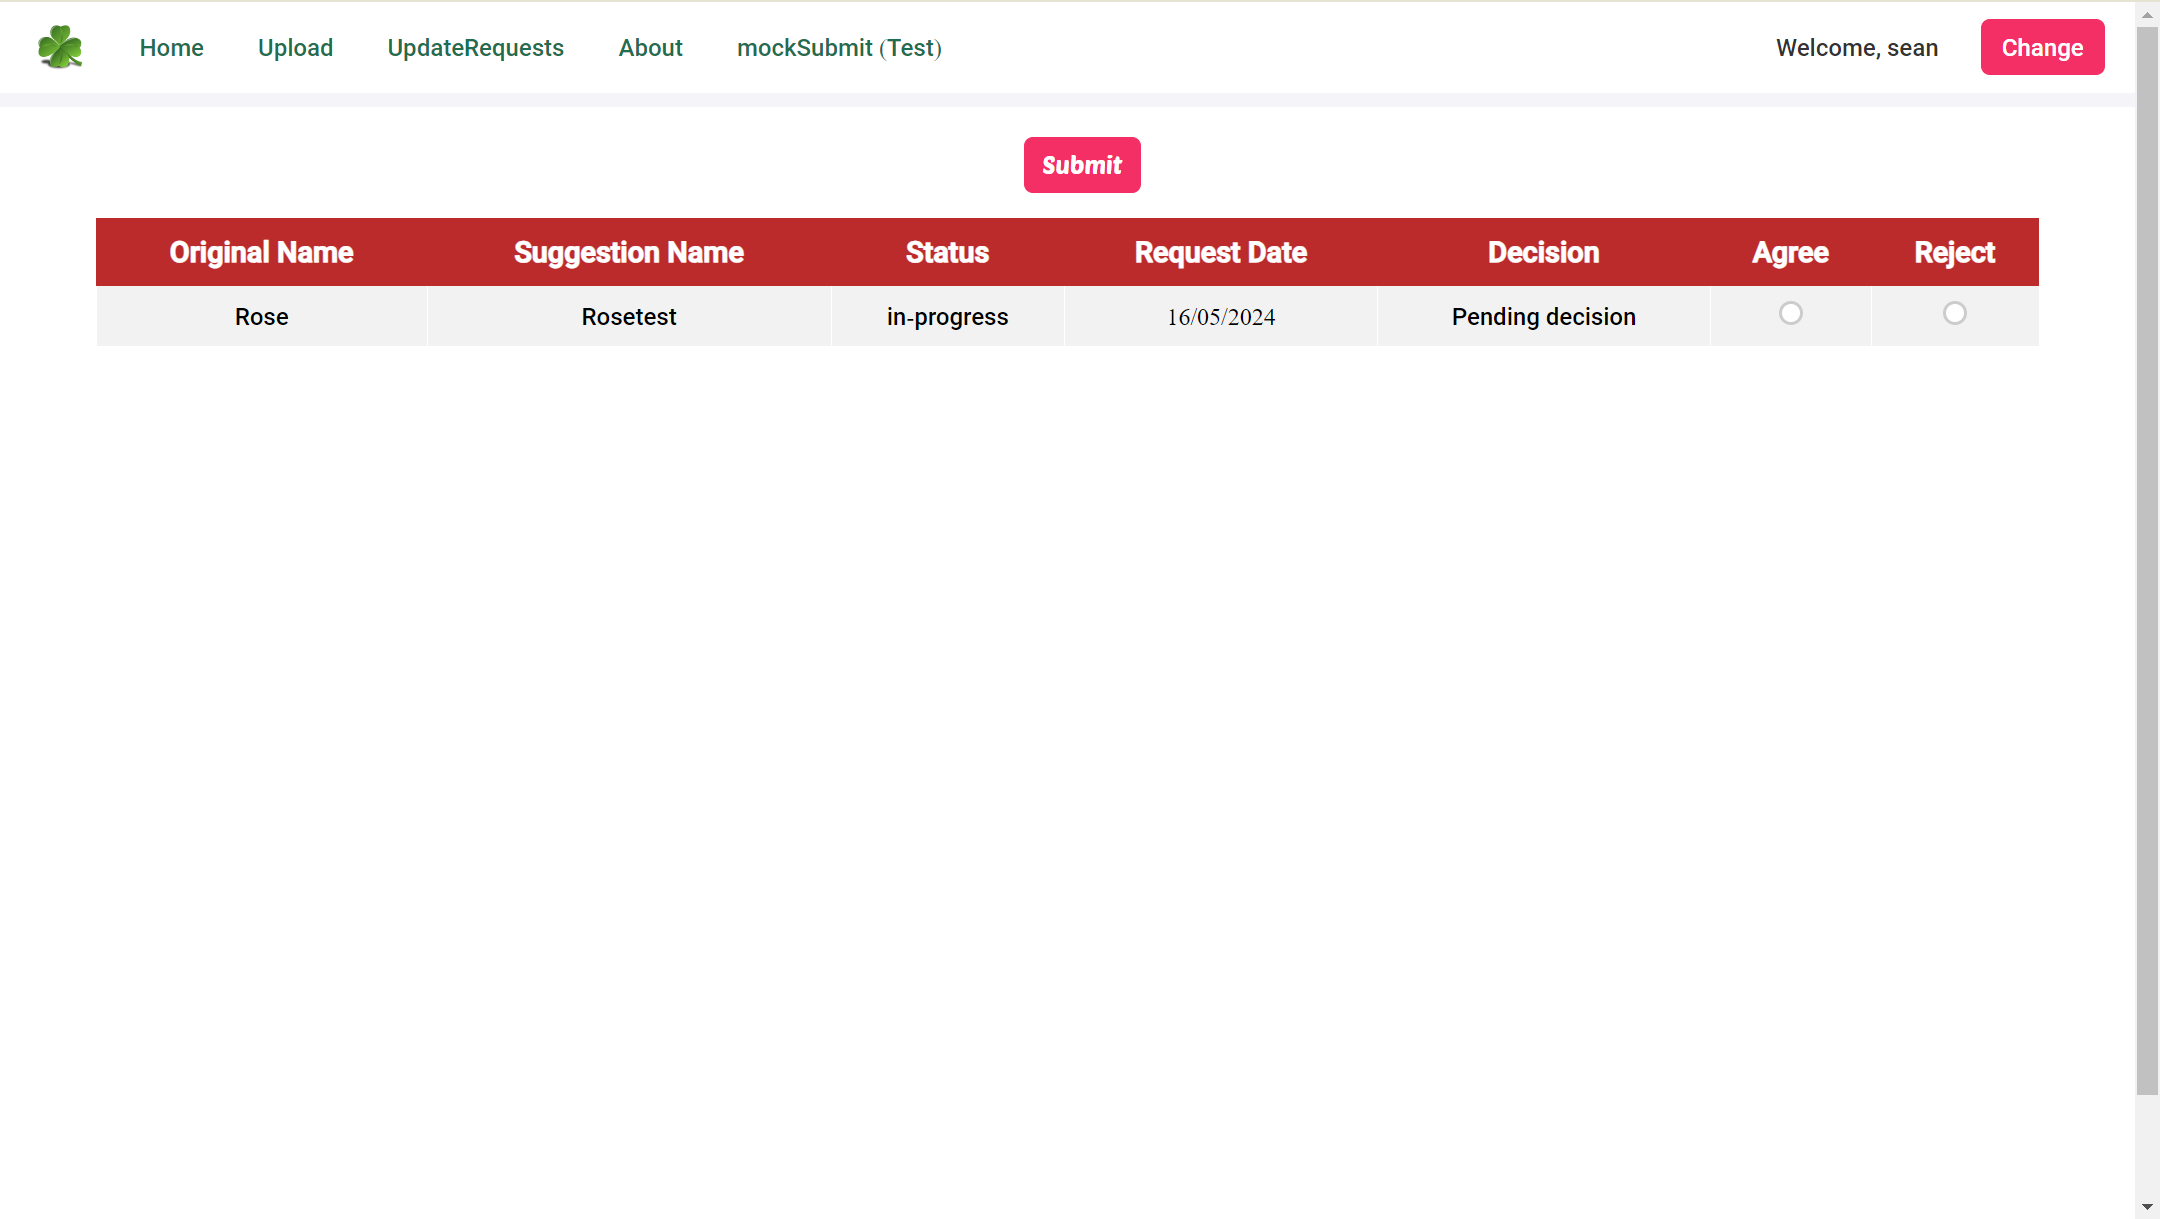 Home Upload UpdateRequests About mockSubmit (Test) Welcome, sean Change
Submit
Original Name Suggestion Name Status Request Date Decision Agree Reject
Rose Rosetest in-progress 16/05/2024 Pending decision